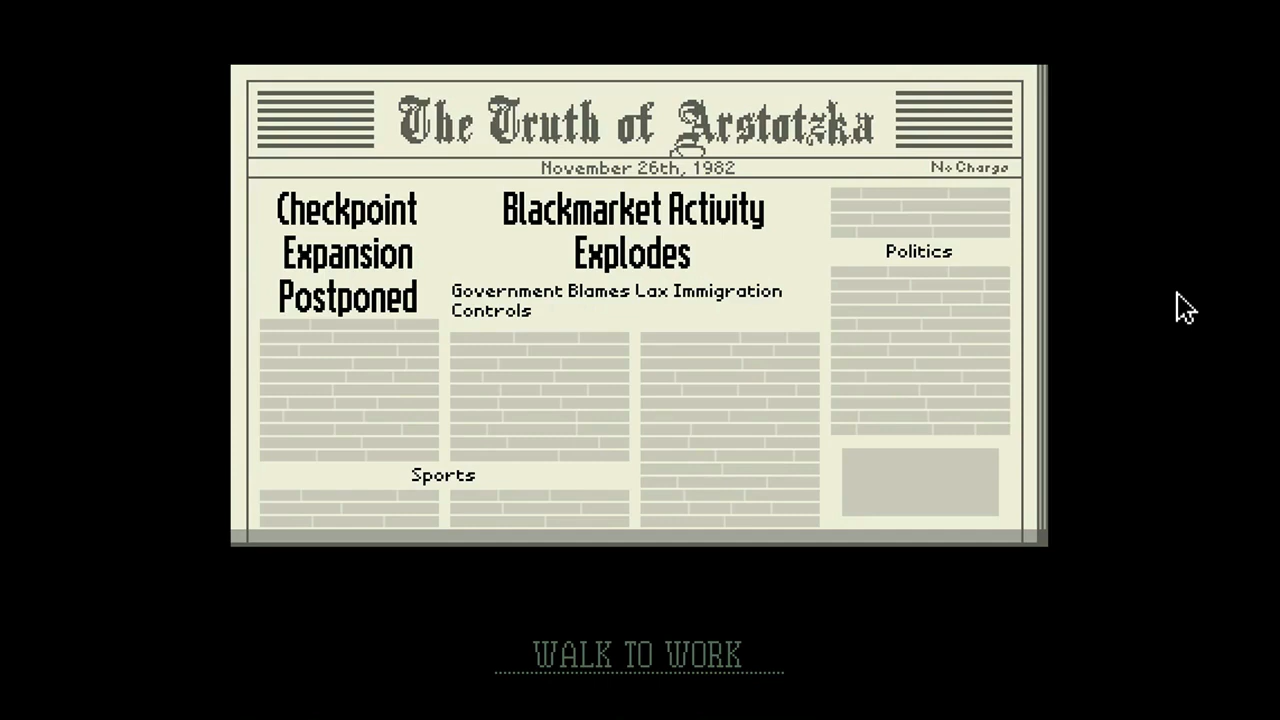 The Truth of Arstotzka
November 26th, 1982
No Charge
Checkpoint
Expansion
Postponed
Blackmarket Activity
Explodes
Government Blames Lax Immigration
Controls
Politics
Sports
WALK TO WORK